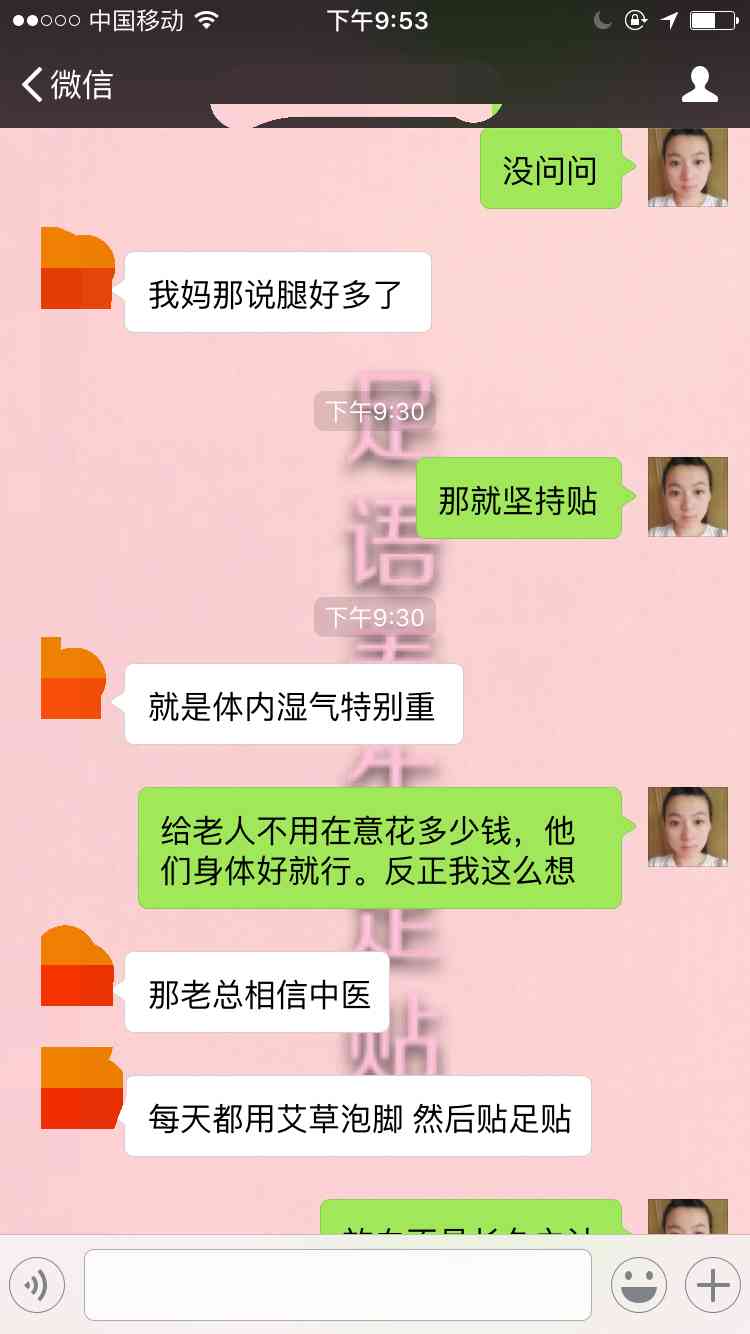 中国移动
下午9:53
微信
没问问
我妈那说腿好多了
下午9:30
那就坚持贴
下午9:30
就是体内湿气特别重
给老人不用在意花多少钱，他
们身体好就行。反正我这么想
那老总相信中医
每天都用艾草泡脚 然后贴足贴
足
语
足
贴